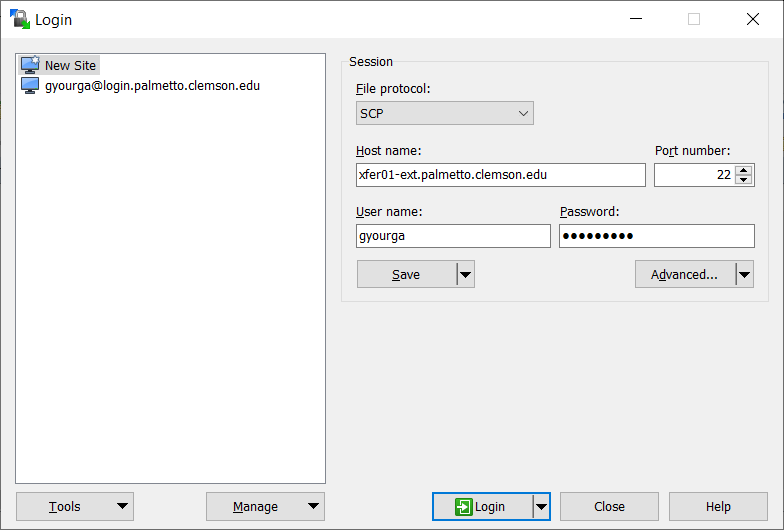 Login
New Site
gyourga@login.palmetto.clemson.edu
Session
File protocol:
SCP
Host name:
Port number:
xfer01-ext.palmetto.clemson.edu
22
User name:
Password:
gyourga
●●●●●●●●●
Save
Advanced...
Tools
Manage
Login
Close
Help